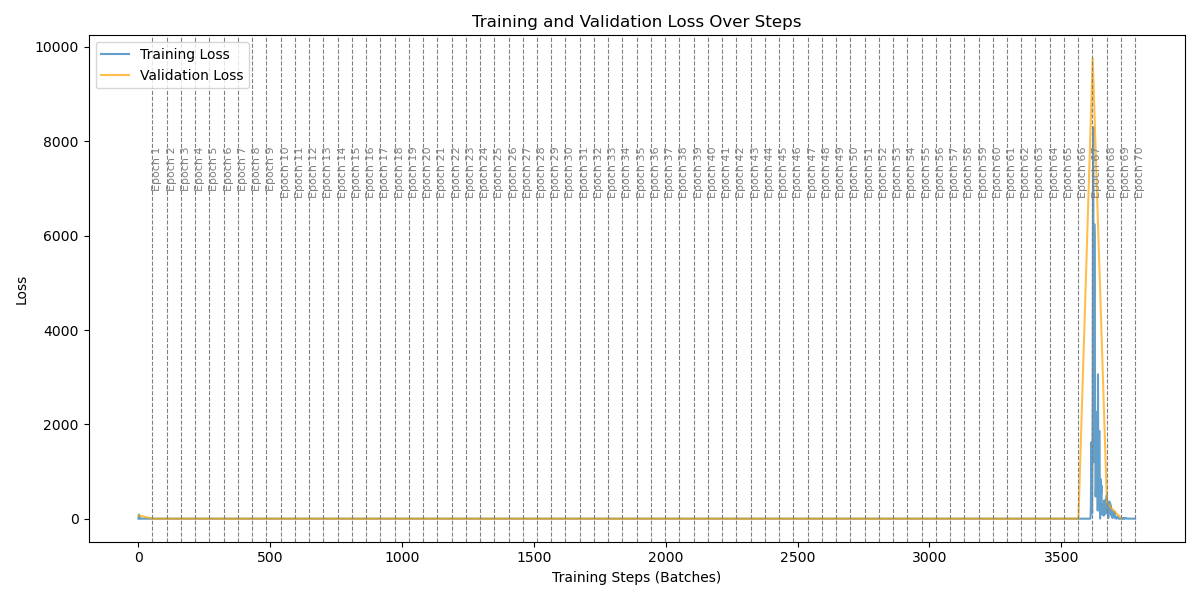 Training and Validation Loss Over Steps
Training Loss
Validation Loss
10000
8000
6000
4000
2000
0
Loss
Epoch 1
Epoch 2
Epoch 3
Epoch 4
Epoch 5
Epoch 6
Epoch 7
Epoch 8
Epoch 9
Epoch 10
Epoch 11
Epoch 12
Epoch 13
Epoch 14
Epoch 15
Epoch 16
Epoch 17
Epoch 18
Epoch 19
Epoch 20
Epoch 21
Epoch 22
Epoch 23
Epoch 24
Epoch 25
Epoch 26
Epoch 27
Epoch 28
Epoch 29
Epoch 30
Epoch 31
Epoch 32
Epoch 33
Epoch 34
Epoch 35
Epoch 36
Epoch 37
Epoch 38
Epoch 39
Epoch 40
Epoch 41
Epoch 42
Epoch 43
Epoch 44
Epoch 45
Epoch 46
Epoch 47
Epoch 48
Epoch 49
Epoch 50
Epoch 51
Epoch 52
Epoch 53
Epoch 54
Epoch 55
Epoch 56
Epoch 57
Epoch 58
Epoch 59
Epoch 60
Epoch 61
Epoch 62
Epoch 63
Epoch 64
Epoch 65
Epoch 66
Epoch 67
Epoch 68
Epoch 69
Epoch 70
0
500
1000
1500
2000
2500
3000
3500
Training Steps (Batches)